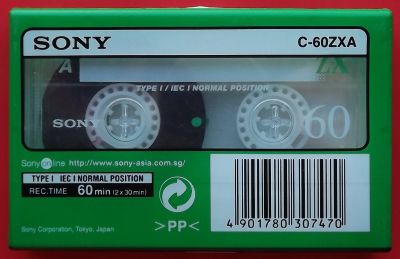 SONY C-60ZXA
A ZX
TYPE I / IEC I NORMAL POSITION
SONY 60
Sony online http://www.sony-asia.com.sg/
TYPE I IEC I NORMAL POSITION
REC.TIME 60 min (2 x 30 min)
>PP<
4 901780 307470
Sony Corporation, Tokyo, Japan